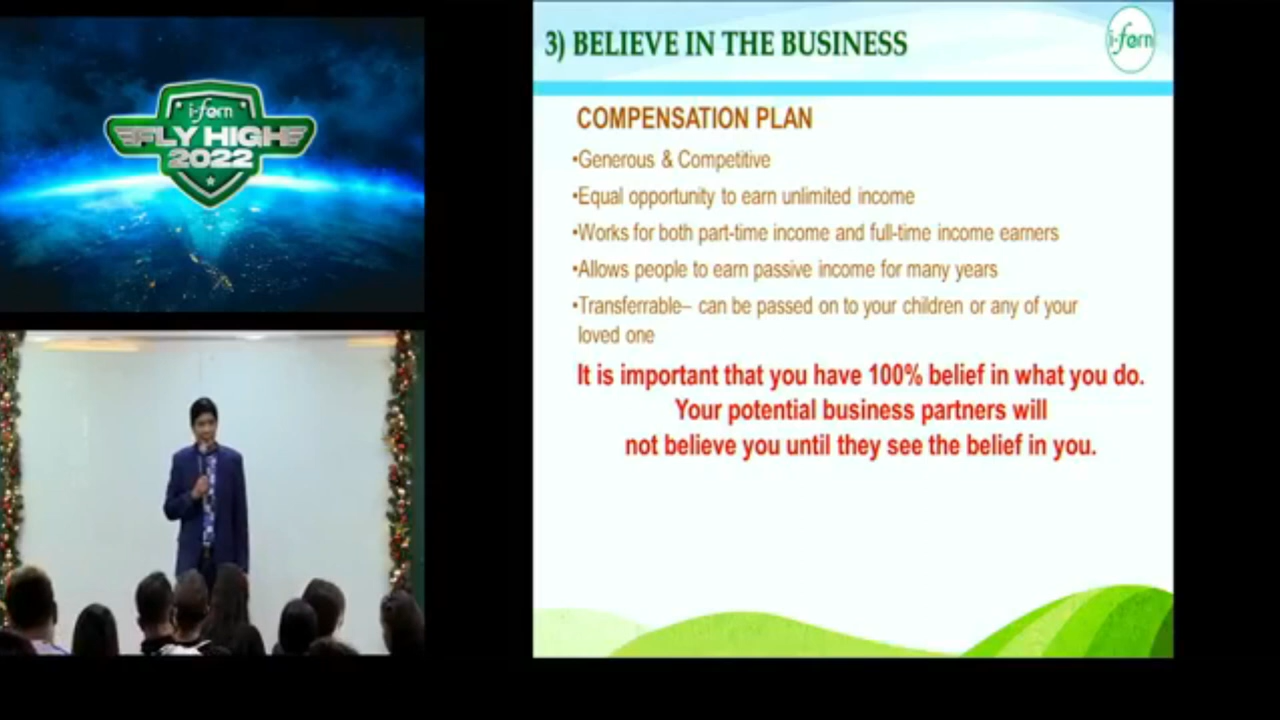 i-fern
FLY HIGH
2022
3) BELIEVE IN THE BUSINESS
i-fern
COMPENSATION PLAN
•Generous & Competitive
•Equal opportunity to earn unlimited income
•Works for both part-time income and full-time income earners
•Allows people to earn passive income for many years
•Transferrable– can be passed on to your children or any of your
loved one
It is important that you have 100% belief in what you do.
Your potential business partners will
not believe you until they see the belief in you.